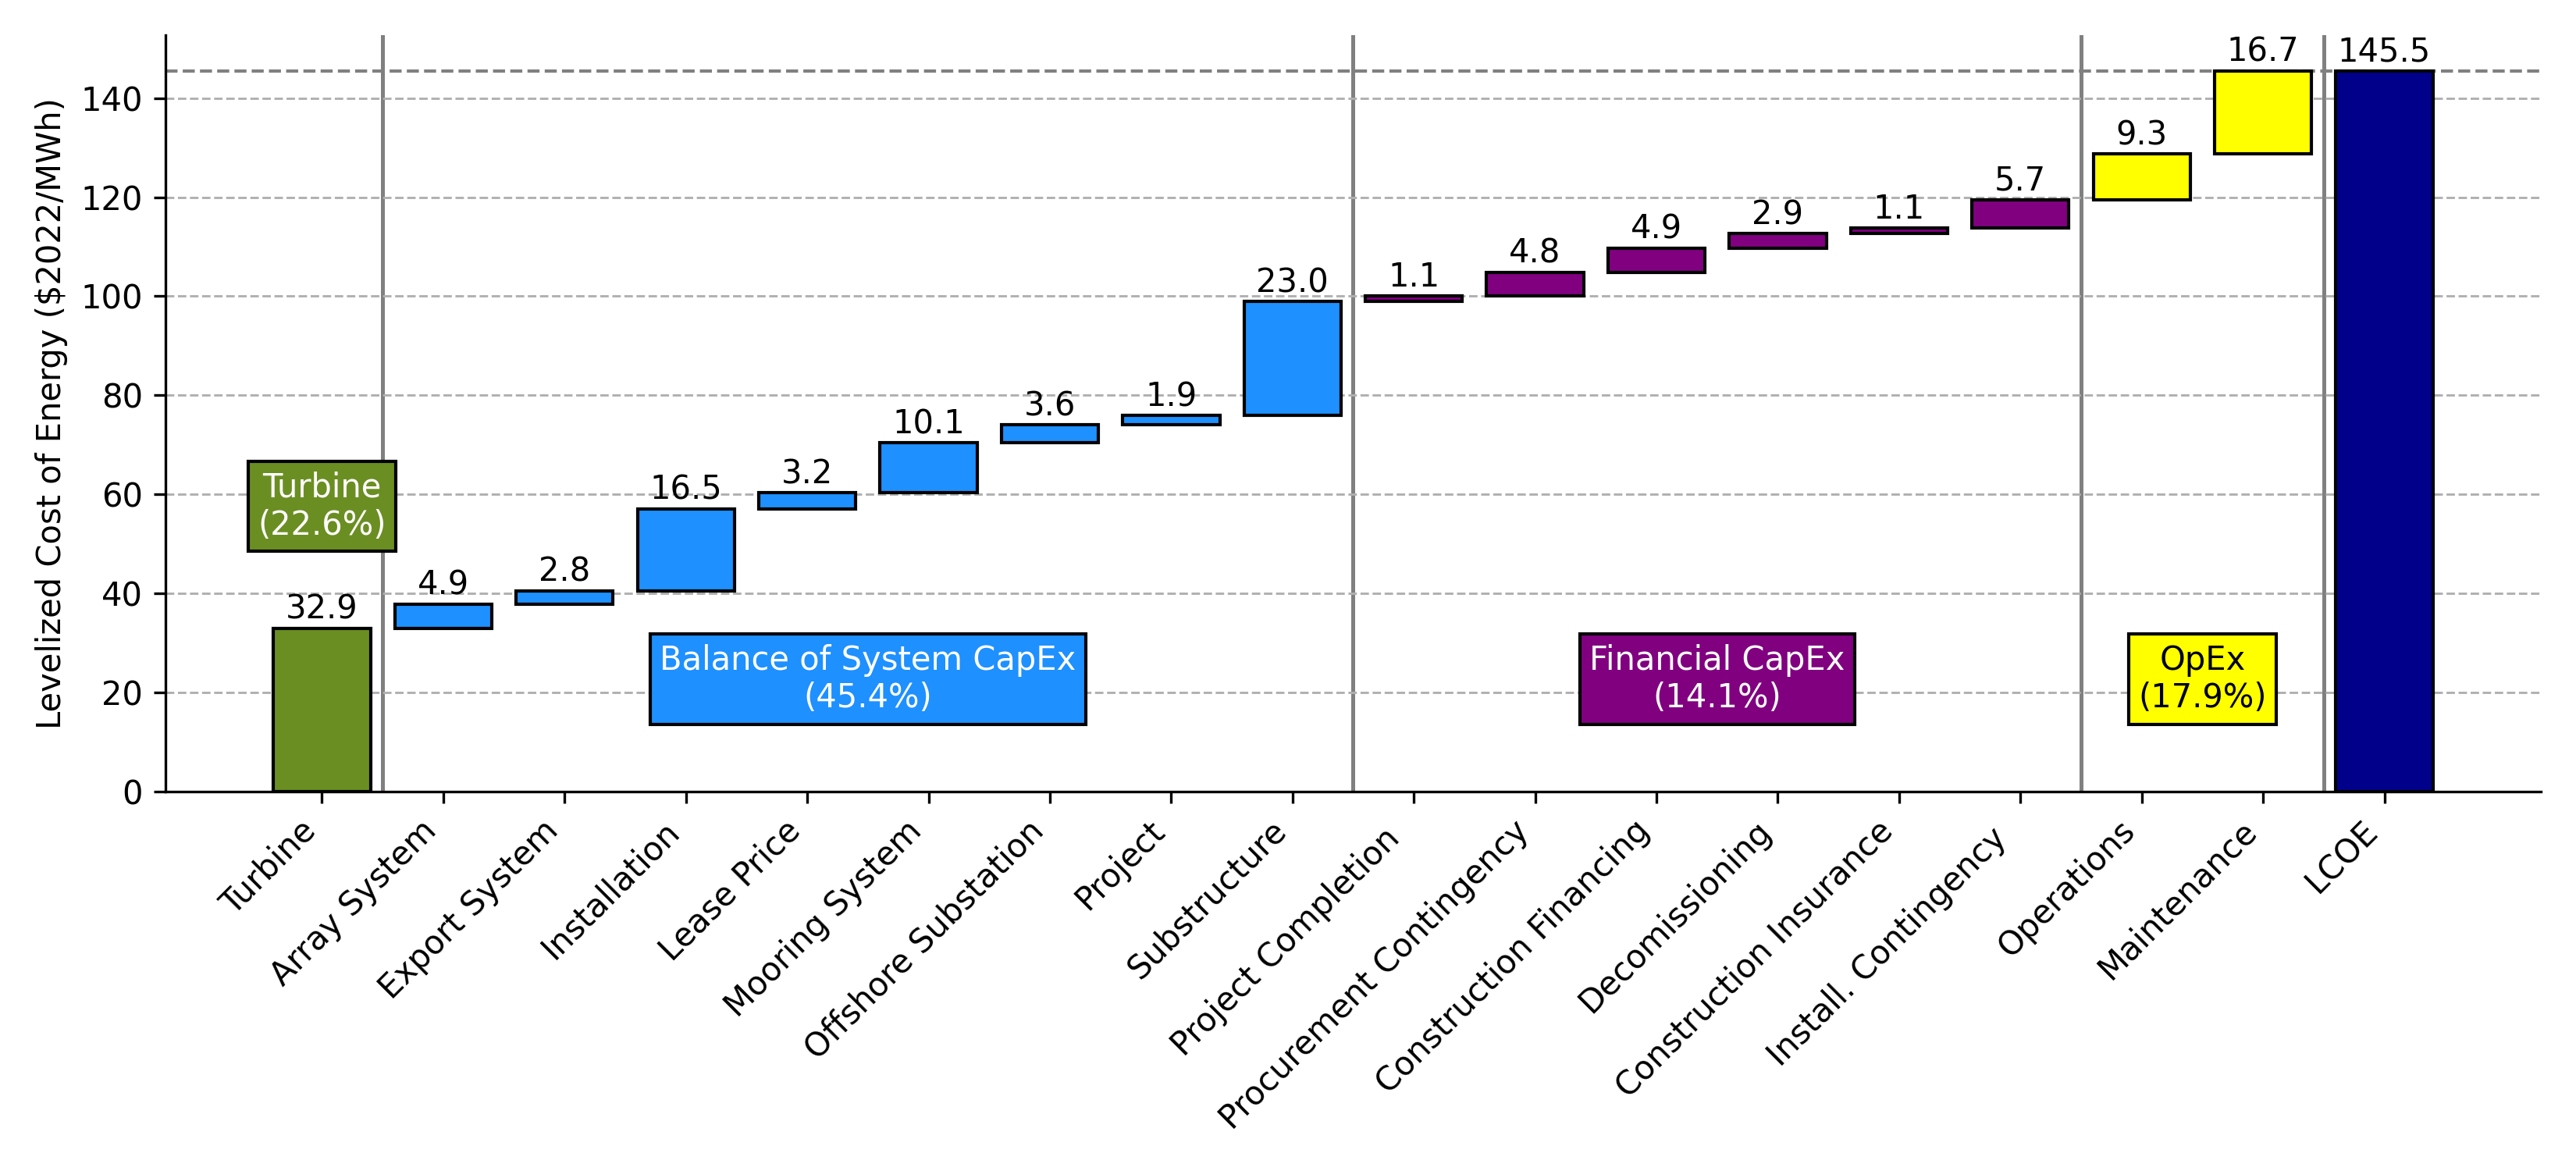 Levelized Cost of Energy ($2022/MWh)
140
120
100
80
60
40
20
0
Turbine
(22.6%)
Balance of System CapEx
(45.4%)
Financial CapEx
(14.1%)
OpEx
(17.9%)
32.9
4.9
2.8
16.5
3.2
10.1
3.6
1.9
23.0
1.1
4.8
4.9
2.9
1.1
5.7
9.3
16.7
145.5
Turbine
Array System
Export System
Installation
Lease Price
Mooring System
Offshore Substation
Project
Substructure
Project Completion
Procurement Contingency
Construction Financing
Decomissioning
Construction Insurance
Install. Contingency
Operations
Maintenance
LCOE